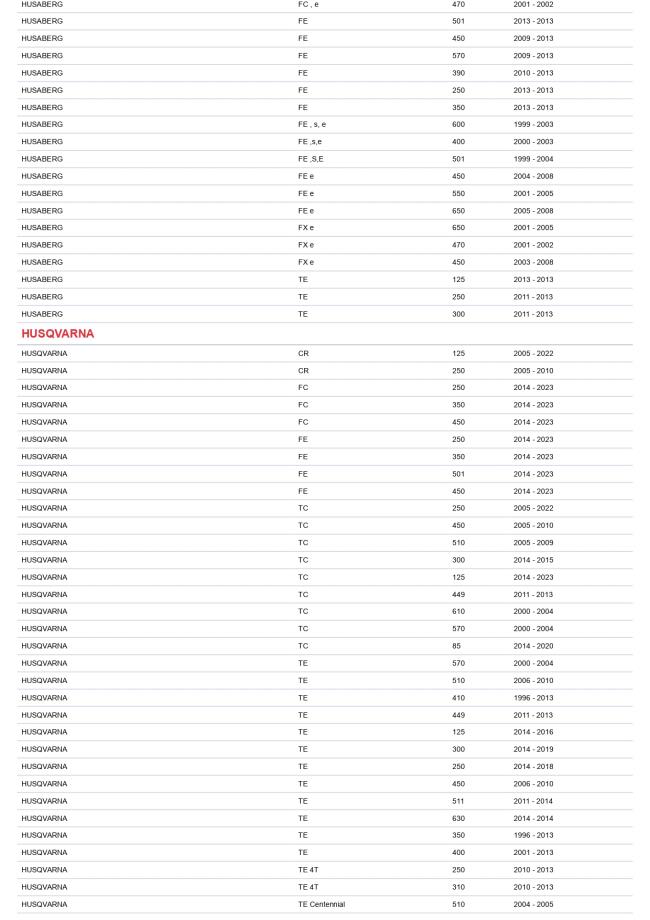 HUSABERG FC , e 470 2001 - 2002
HUSABERG FE 501 2013 - 2013
HUSABERG FE 450 2009 - 2013
HUSABERG FE 570 2009 - 2013
HUSABERG FE 390 2010 - 2013
HUSABERG FE 250 2013 - 2013
HUSABERG FE 350 2013 - 2013
HUSABERG FE , s, e 600 1999 - 2003
HUSABERG FE ,s,e 400 2000 - 2003
HUSABERG FE ,S,E 501 1999 - 2004
HUSABERG FE e 450 2004 - 2008
HUSABERG FE e 550 2001 - 2005
HUSABERG FE e 650 2005 - 2008
HUSABERG FX e 650 2001 - 2005
HUSABERG FX e 470 2001 - 2002
HUSABERG FX e 450 2003 - 2008
HUSABERG TE 125 2013 - 2013
HUSABERG TE 250 2011 - 2013
HUSABERG TE 300 2011 - 2013
HUSQVARNA
HUSQVARNA CR 125 2005 - 2022
HUSQVARNA CR 250 2005 - 2010
HUSQVARNA FC 250 2014 - 2023
HUSQVARNA FC 350 2014 - 2023
HUSQVARNA FC 450 2014 - 2023
HUSQVARNA FE 250 2014 - 2023
HUSQVARNA FE 350 2014 - 2023
HUSQVARNA FE 501 2014 - 2023
HUSQVARNA FE 450 2014 - 2023
HUSQVARNA TC 250 2005 - 2022
HUSQVARNA TC 450 2005 - 2010
HUSQVARNA TC 510 2005 - 2009
HUSQVARNA TC 300 2014 - 2015
HUSQVARNA TC 125 2014 - 2023
HUSQVARNA TC 449 2011 - 2013
HUSQVARNA TC 610 2000 - 2004
HUSQVARNA TC 570 2000 - 2004
HUSQVARNA TC 85 2014 - 2020
HUSQVARNA TE 570 2000 - 2004
HUSQVARNA TE 510 2006 - 2010
HUSQVARNA TE 410 1996 - 2013
HUSQVARNA TE 449 2011 - 2013
HUSQVARNA TE 125 2014 - 2016
HUSQVARNA TE 300 2014 - 2019
HUSQVARNA TE 250 2014 - 2018
HUSQVARNA TE 450 2006 - 2010
HUSQVARNA TE 511 2011 - 2014
HUSQVARNA TE 630 2014 - 2014
HUSQVARNA TE 350 1996 - 2013
HUSQVARNA TE 400 2001 - 2013
HUSQVARNA TE 4T 250 2010 - 2013
HUSQVARNA TE 4T 310 2010 - 2013
HUSQVARNA TE Centennial 510 2004 - 2005